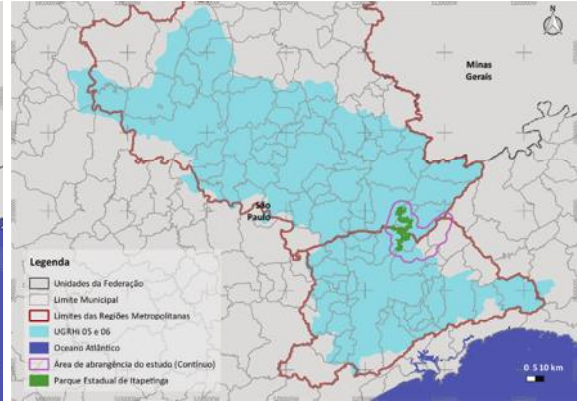 N
Minas
Gerais
São
Paulo
Legenda
Unidades da Federação
Limite Municipal
Limites das Regiões Metropolitanas
UGRHi 05 e 06
Oceano Atlântico
Área de abrangência do estudo (Contínuo)
Parque Estadual de Itapetinga
0 5 10 km